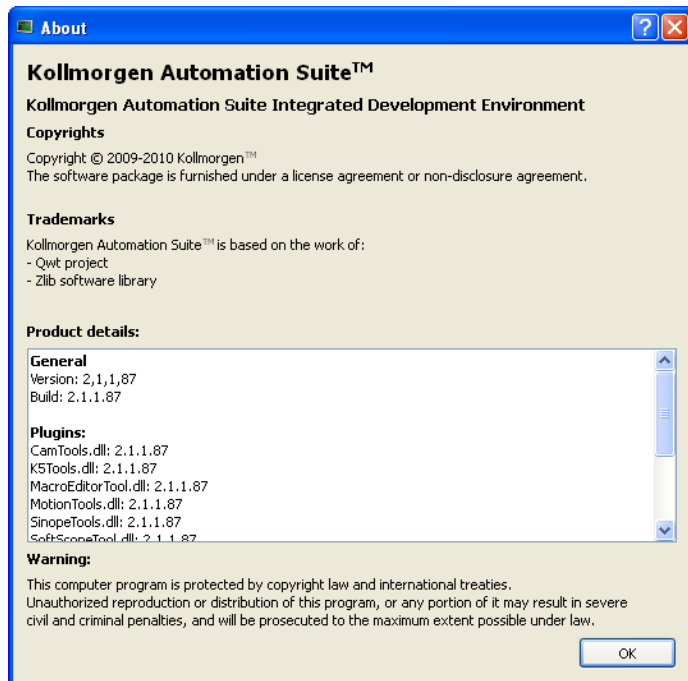 About
Kollmorgen Automation Suite™
Kollmorgen Automation Suite Integrated Development Environment
Copyrights
Copyright © 2009-2010 Kollmorgen™
The software package is furnished under a license agreement or non-disclosure agreement.
Trademarks
Kollmorgen Automation Suite™ is based on the work of:
- Qwt project
- Zlib software library
Product details:
General
Version: 2,1,1,87
Build: 2.1.1.87
Plugins:
CamTools.dll: 2.1.1.87
K5Tools.dll: 2.1.1.87
MacroEditorTool.dll: 2.1.1.87
MotionTools.dll: 2.1.1.87
SinopeTools.dll: 2.1.1.87
SoftScopeTool.dll: 2.1.1.87
Warning:
This computer program is protected by copyright law and international treaties.
Unauthorized reproduction or distribution of this program, or any portion of it may result in severe
civil and criminal penalties, and will be prosecuted to the maximum extent possible under law.
OK